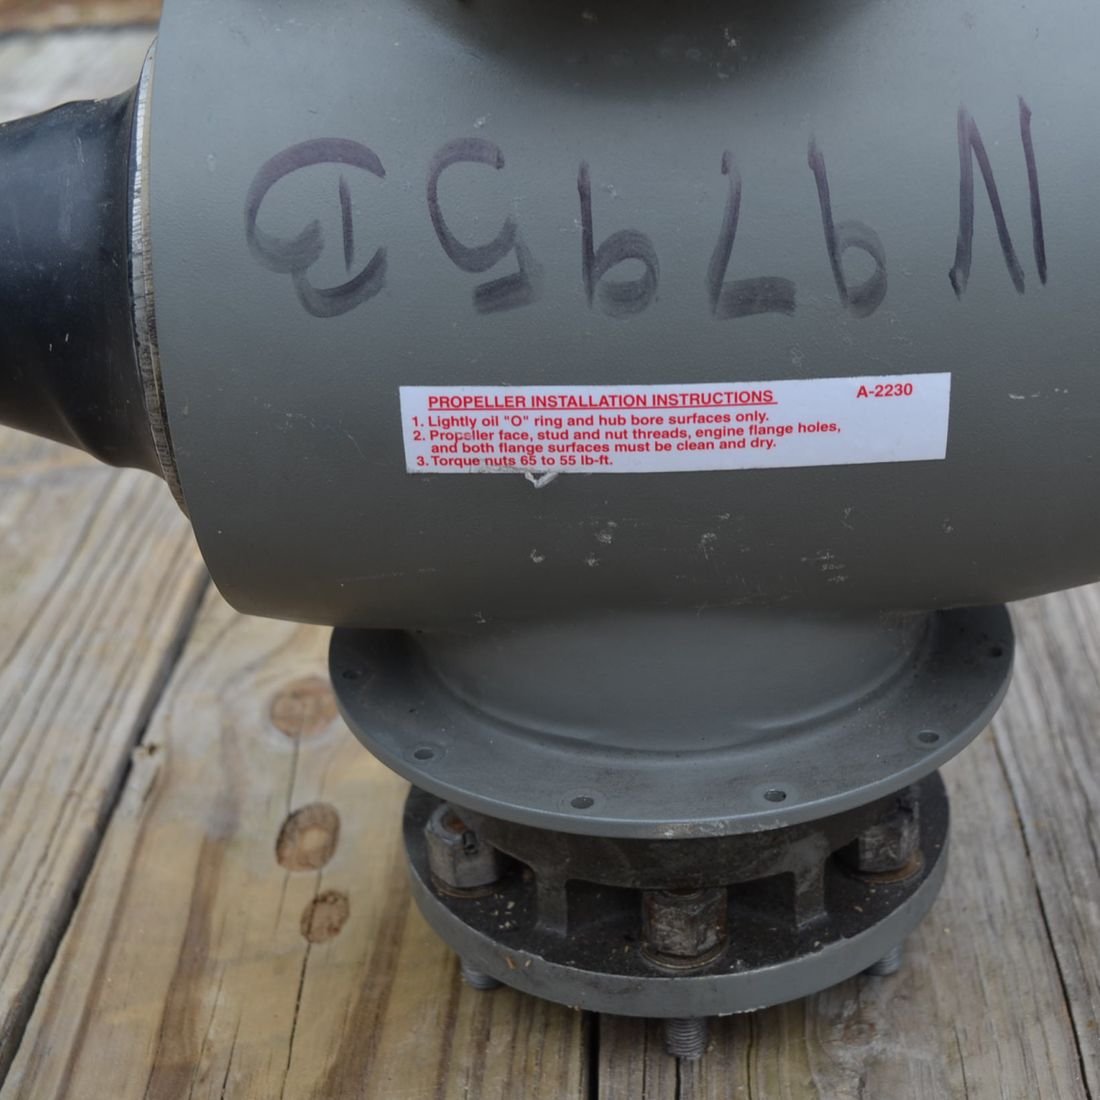 N9795B
PROPELLER INSTALLATION INSTRUCTIONS A-2230
1. Lightly oil "O" ring and hub bore surfaces only.
2. Propeller face, stud and nut threads, engine flange holes,
and both flange surfaces must be clean and dry.
3. Torque nuts 65 to 55 lb-ft.